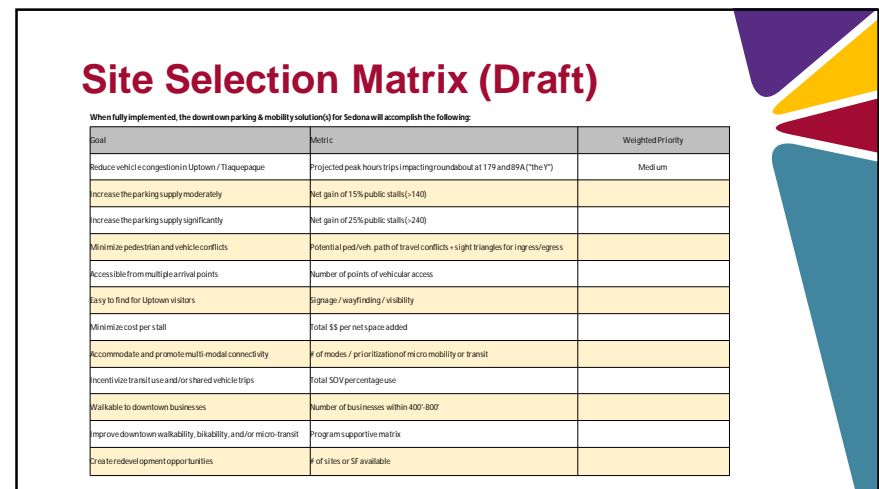 Site Selection Matrix (Draft)
When fully implemented, the downtown parking & mobility solution(s) for Sedona will accomplish the following:
Goal Metric Weighted Priority
Reduce vehicle congestion in Uptown / Tlaquepaque Projected peak hours trips impacting roundabout at 179 and 89A ("the Y") Medium
Increase the parking supply moderately Net gain of 15% public stalls (>140)
Increase the parking supply significantly Net gain of 25% public stalls (>240)
Minimize pedestrian and vehicle conflicts Potential ped/veh. path of travel conflicts + sight triangles for ingress/egress
Accessible from multiple arrival points Number of points of vehicular access
Easy to find for Uptown visitors Signage / wayfinding / visibility
Minimize cost per stall Total $$ per net space added
Accommodate and promote multi-modal connectivity # of modes / prioritization of micro mobility or transit
Incentivize transit use and/or shared vehicle trips Total SOV percentage use
Walkable to downtown businesses Number of businesses within 400'-800'
Improve downtown walkability, bikability, and/or micro-transit Program supportive matrix
Create redevelopment opportunities # of sites or SF available